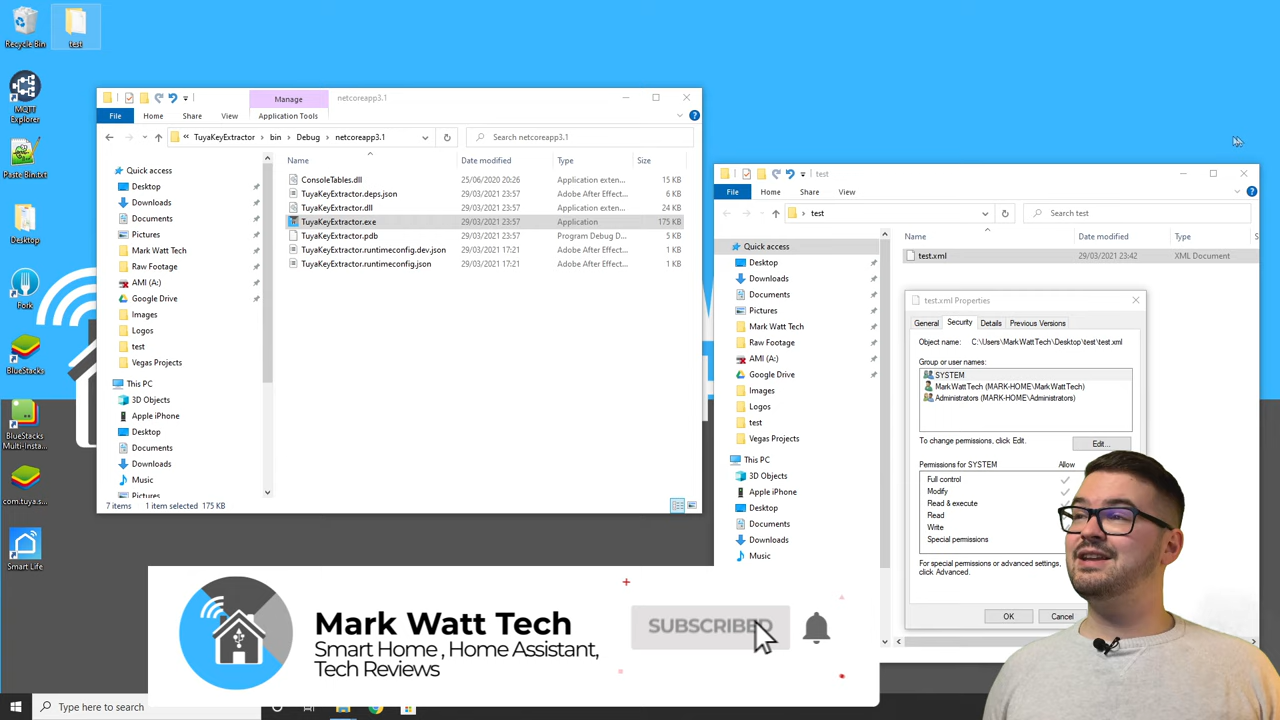 Recycle Bin
test
MQTT
Explorer
Paste Bin.txt
Desktop
Fork
BlueStacks
BlueStacks
Multi-Insta...
com.tuya.s...
Smart Life
Manage
netcoreapp3.1
File
Home
Share
View
Application Tools
« TuyaKeyExtractor > bin > Debug > netcoreapp3.1
Search netcoreapp3.1
Quick access
Desktop
Downloads
Documents
Pictures
Mark Watt Tech
Raw Footage
AMI (A:)
Google Drive
Images
Logos
test
Vegas Projects
This PC
3D Objects
Apple iPhone
Desktop
Documents
Downloads
Music
Pictures
Name Date modified Type Size
ConsoleTables.dll 25/06/2020 20:26 Application exten... 15 KB
TuyaKeyExtractor.deps.json 29/03/2021 23:57 Adobe After Effect... 6 KB
TuyaKeyExtractor.dll 29/03/2021 23:57 Application exten... 24 KB
TuyaKeyExtractor.exe 29/03/2021 23:57 Application 175 KB
TuyaKeyExtractor.pdb 29/03/2021 23:57 Program Debug D... 5 KB
TuyaKeyExtractor.runtimeconfig.dev.json 29/03/2021 17:21 Adobe After Effect... 1 KB
TuyaKeyExtractor.runtimeconfig.json 29/03/2021 17:21 Adobe After Effect... 1 KB
7 items 1 item selected 175 KB
test
File
Home
Share
View
> test
Search test
Quick access
Desktop
Downloads
Documents
Pictures
Mark Watt Tech
Raw Footage
AMI (A:)
Google Drive
Images
Logos
test
Vegas Projects
This PC
3D Objects
Apple iPhone
Desktop
Documents
Downloads
Music
Name Date modified Type S
test.xml 29/03/2021 23:42 XML Document
test.xml Properties
General Security Details Previous Versions
Object name: C:\Users\MarkWattTech\Desktop\test\test.xml
Group or user names:
SYSTEM
MarkWattTech (MARK-HOME\MarkWattTech)
Administrators (MARK-HOME\Administrators)
To change permissions, click Edit.
Edit...
Permissions for SYSTEM Allow
Full control
Modify
Read & execute
Read
Write
Special permissions
For special permissions or advanced settings,
click Advanced.
OK
Cancel
Mark Watt Tech
Smart Home , Home Assistant,
Tech Reviews
SUBSCRIBED
Type here to search